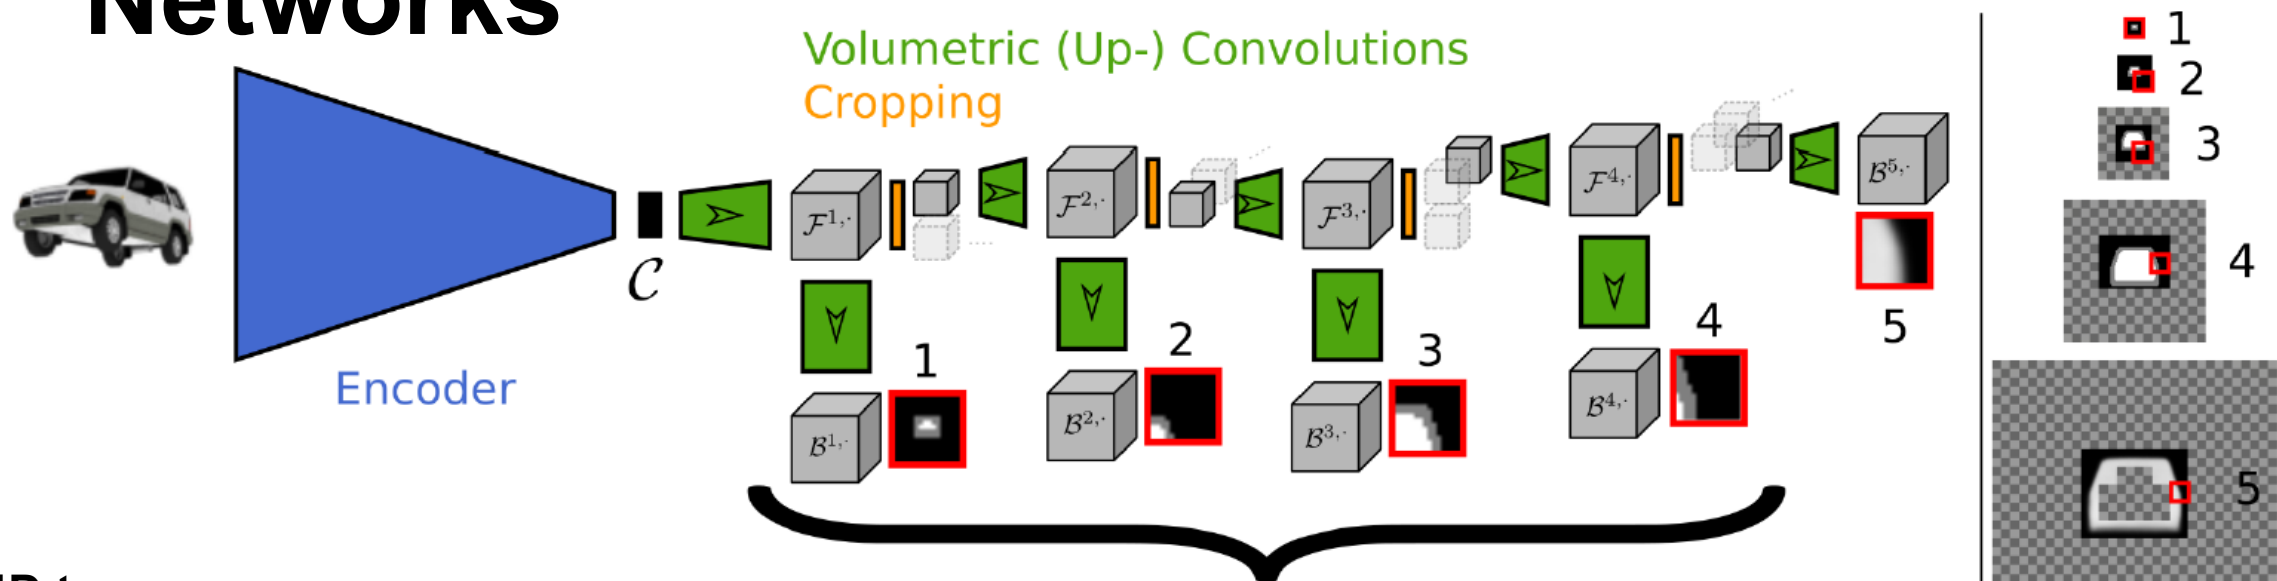 Networks
Volumetric (Up-) Convolutions
Cropping
Encoder
C
F¹,·
F²,·
F³,·
F⁴,·
B⁵,·
B¹,·
B²,·
B³,·
B⁴,·
1
2
3
4
5
1
2
3
4
5